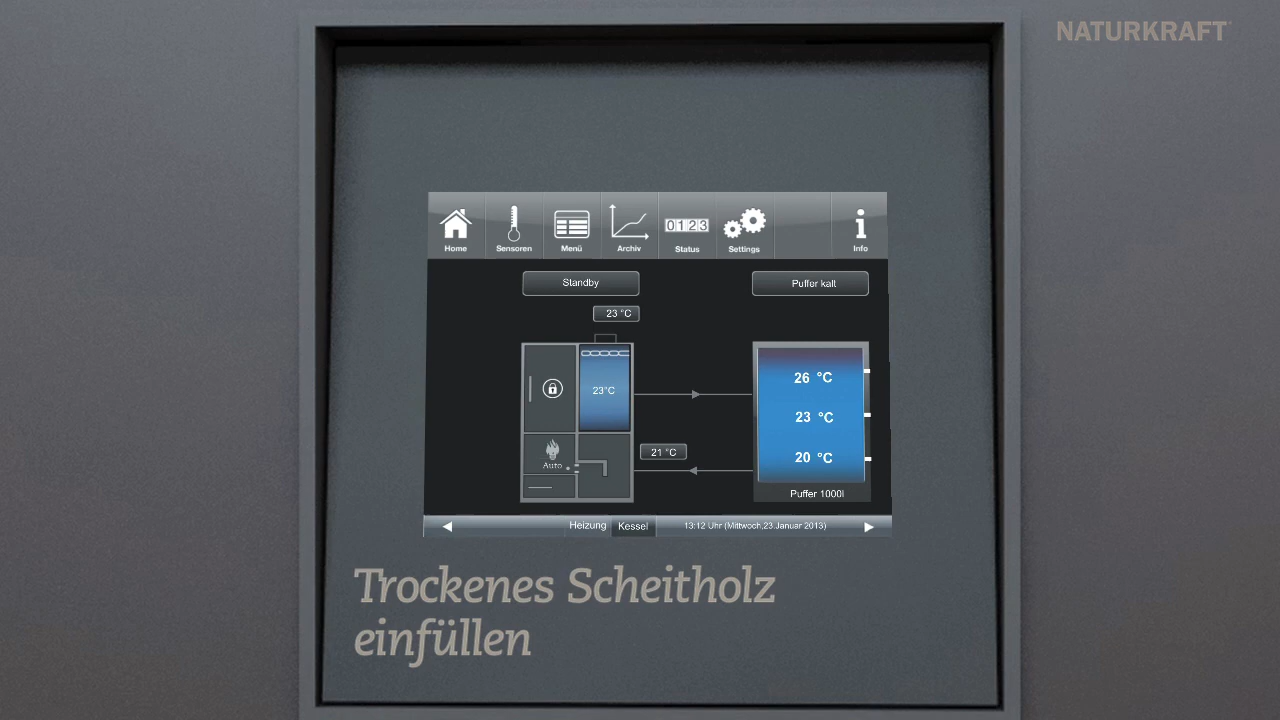 NATURKRAFT
Home Sensoren Menü Archiv 0123 Status Settings Info
Standby
Puffer kalt
23 °C
23°C
26 °C
23 °C
21 °C
20 °C
Auto
Puffer 1000l
Heizung Kessel 13:12 Uhr (Mittwoch,23.Januar 2013)
Trockenes Scheitholz
einfüllen